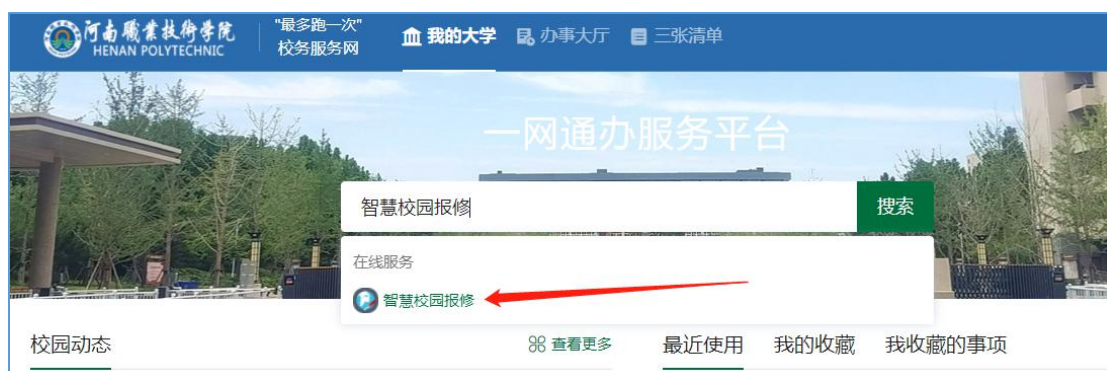 河南职业技术学院
HENAN POLYTECHNIC
"最多跑一次"
校务服务网
我的大学
办事大厅
三张清单
一网通办服务平台
智慧校园报修
搜索
在线服务
智慧校园报修
校园动态
查看更多
最近使用
我的收藏
我收藏的事项